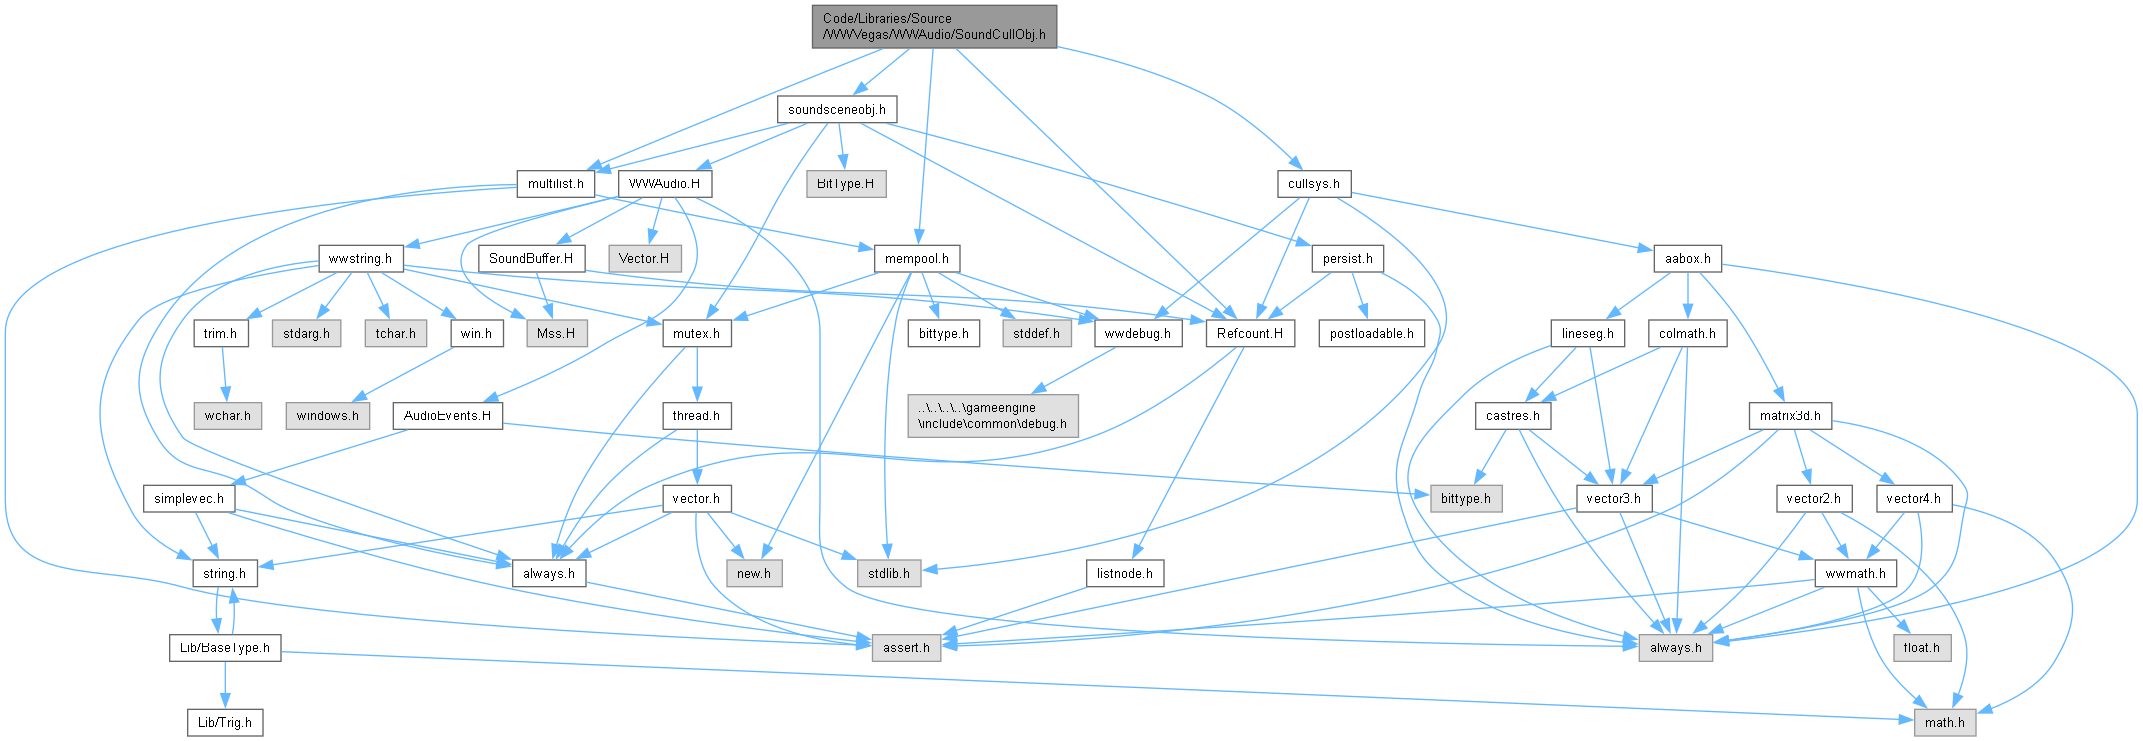 Code/Libraries/Source
/WWVegas/WWAudio/SoundCullObj.h
soundsceneobj.h
multilist.h
WWAudio.H
BitType.H
cullsys.h
wwstring.h
SoundBuffer.H
Vector.H
mempool.h
persist.h
aabox.h
trim.h
stdarg.h
tchar.h
win.h
Mss.H
mutex.h
bittype.h
stddef.h
wwdebug.h
Refcount.H
postloadable.h
lineseg.h
colmath.h
wchar.h
windows.h
AudioEvents.H
thread.h
..\..\..\..\gameengine
\include\common\debug.h
castres.h
matrix3d.h
simplevec.h
vector.h
bittype.h
vector3.h
vector2.h
vector4.h
string.h
always.h
new.h
stdlib.h
listnode.h
wwmath.h
Lib/BaseType.h
assert.h
always.h
float.h
Lib/Trig.h
math.h